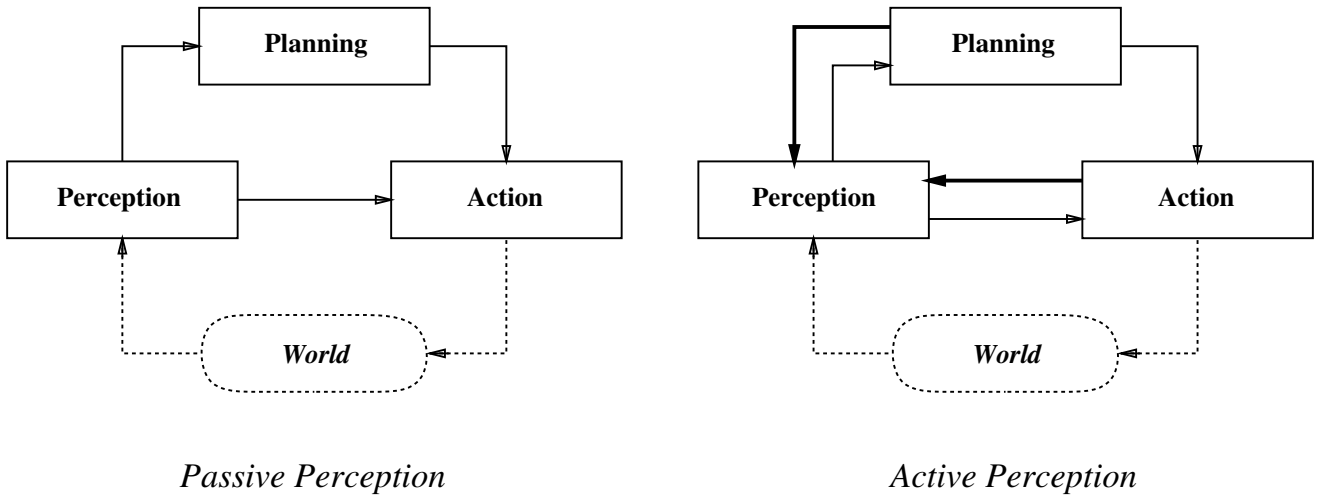 Planning
Perception
Action
World
Passive Perception
Planning
Perception
Action
World
Active Perception